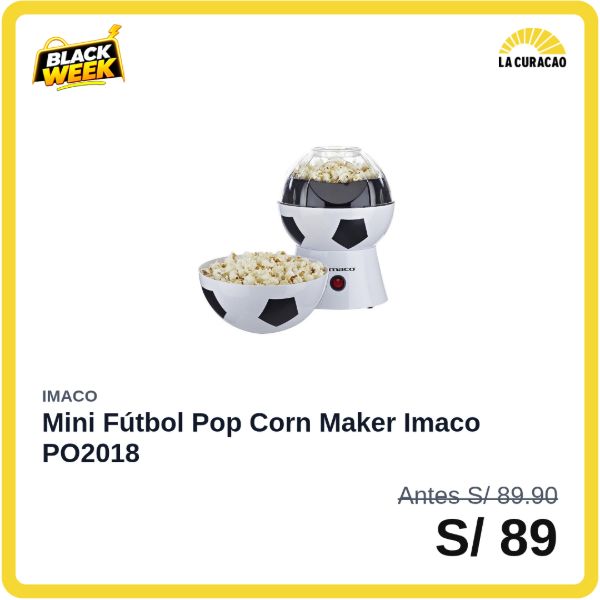 BLACK
WEEK
LA CURACAO
imaco
IMACO
Mini Fútbol Pop Corn Maker Imaco
PO2018
Antes S/ 89.90
S/ 89